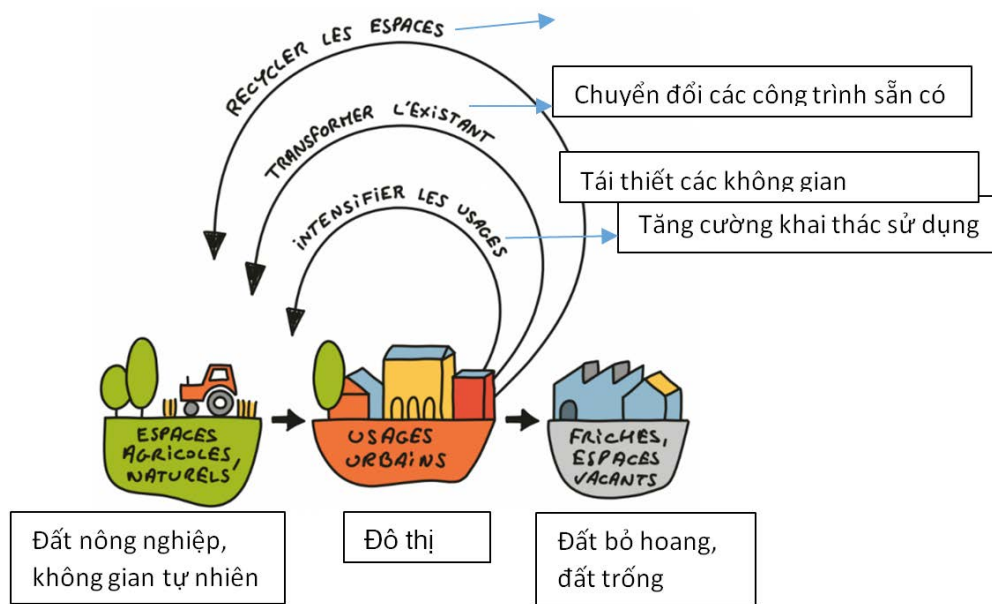 RECYCLER LES ESPACES
TRANSFORMER L'EXISTANT
INTENSIFIER LES USAGES
Chuyển đổi các công trình sẵn có
Tái thiết các không gian
Tăng cường khai thác sử dụng
ESPACES
AGRICOLES,
NATURELS
USAGES
URBAINS
FRICHES,
ESPACES
VACANTS
Đất nông nghiệp,
không gian tự nhiên
Đô thị
Đất bỏ hoang,
đất trống